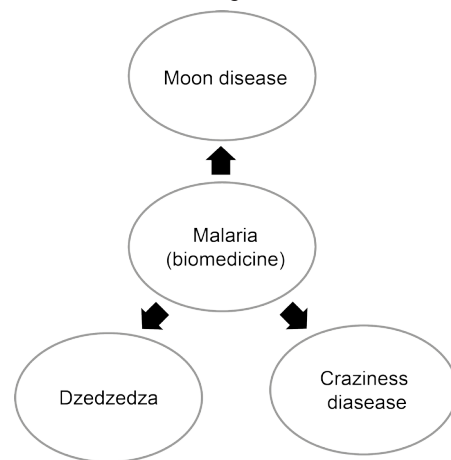 Moon disease
Malaria
(biomedicine)
Dzedzedza
Craziness
diasease